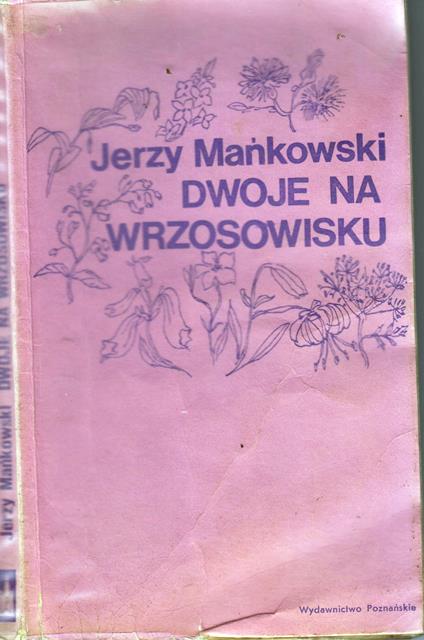 Jerzy Mańkowski
DWOJE NA
WRZOSOWISKU
Wydawnictwo Poznańskie
Jerzy Mańkowski DWOJE NA WRZOSOWISKU